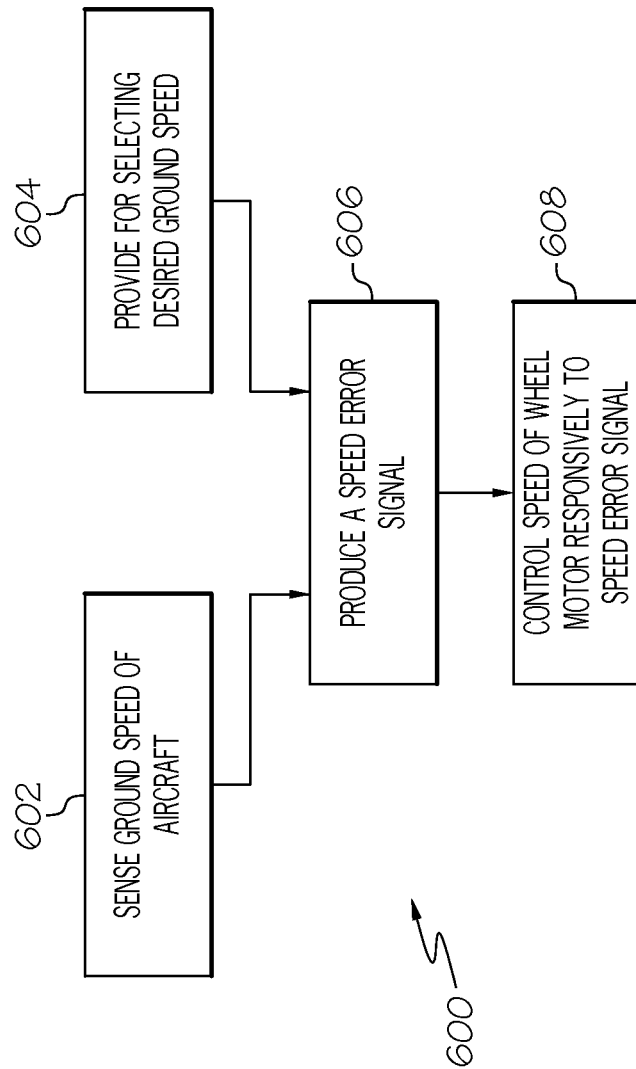 602
SENSE GROUND SPEED OF
AIRCRAFT
604
PROVIDE FOR SELECTING
DESIRED GROUND SPEED
PRODUCE A SPEED ERROR
SIGNAL
606
CONTROL SPEED OF WHEEL
MOTOR RESPONSIVELY TO
SPEED ERROR SIGNAL
608
600